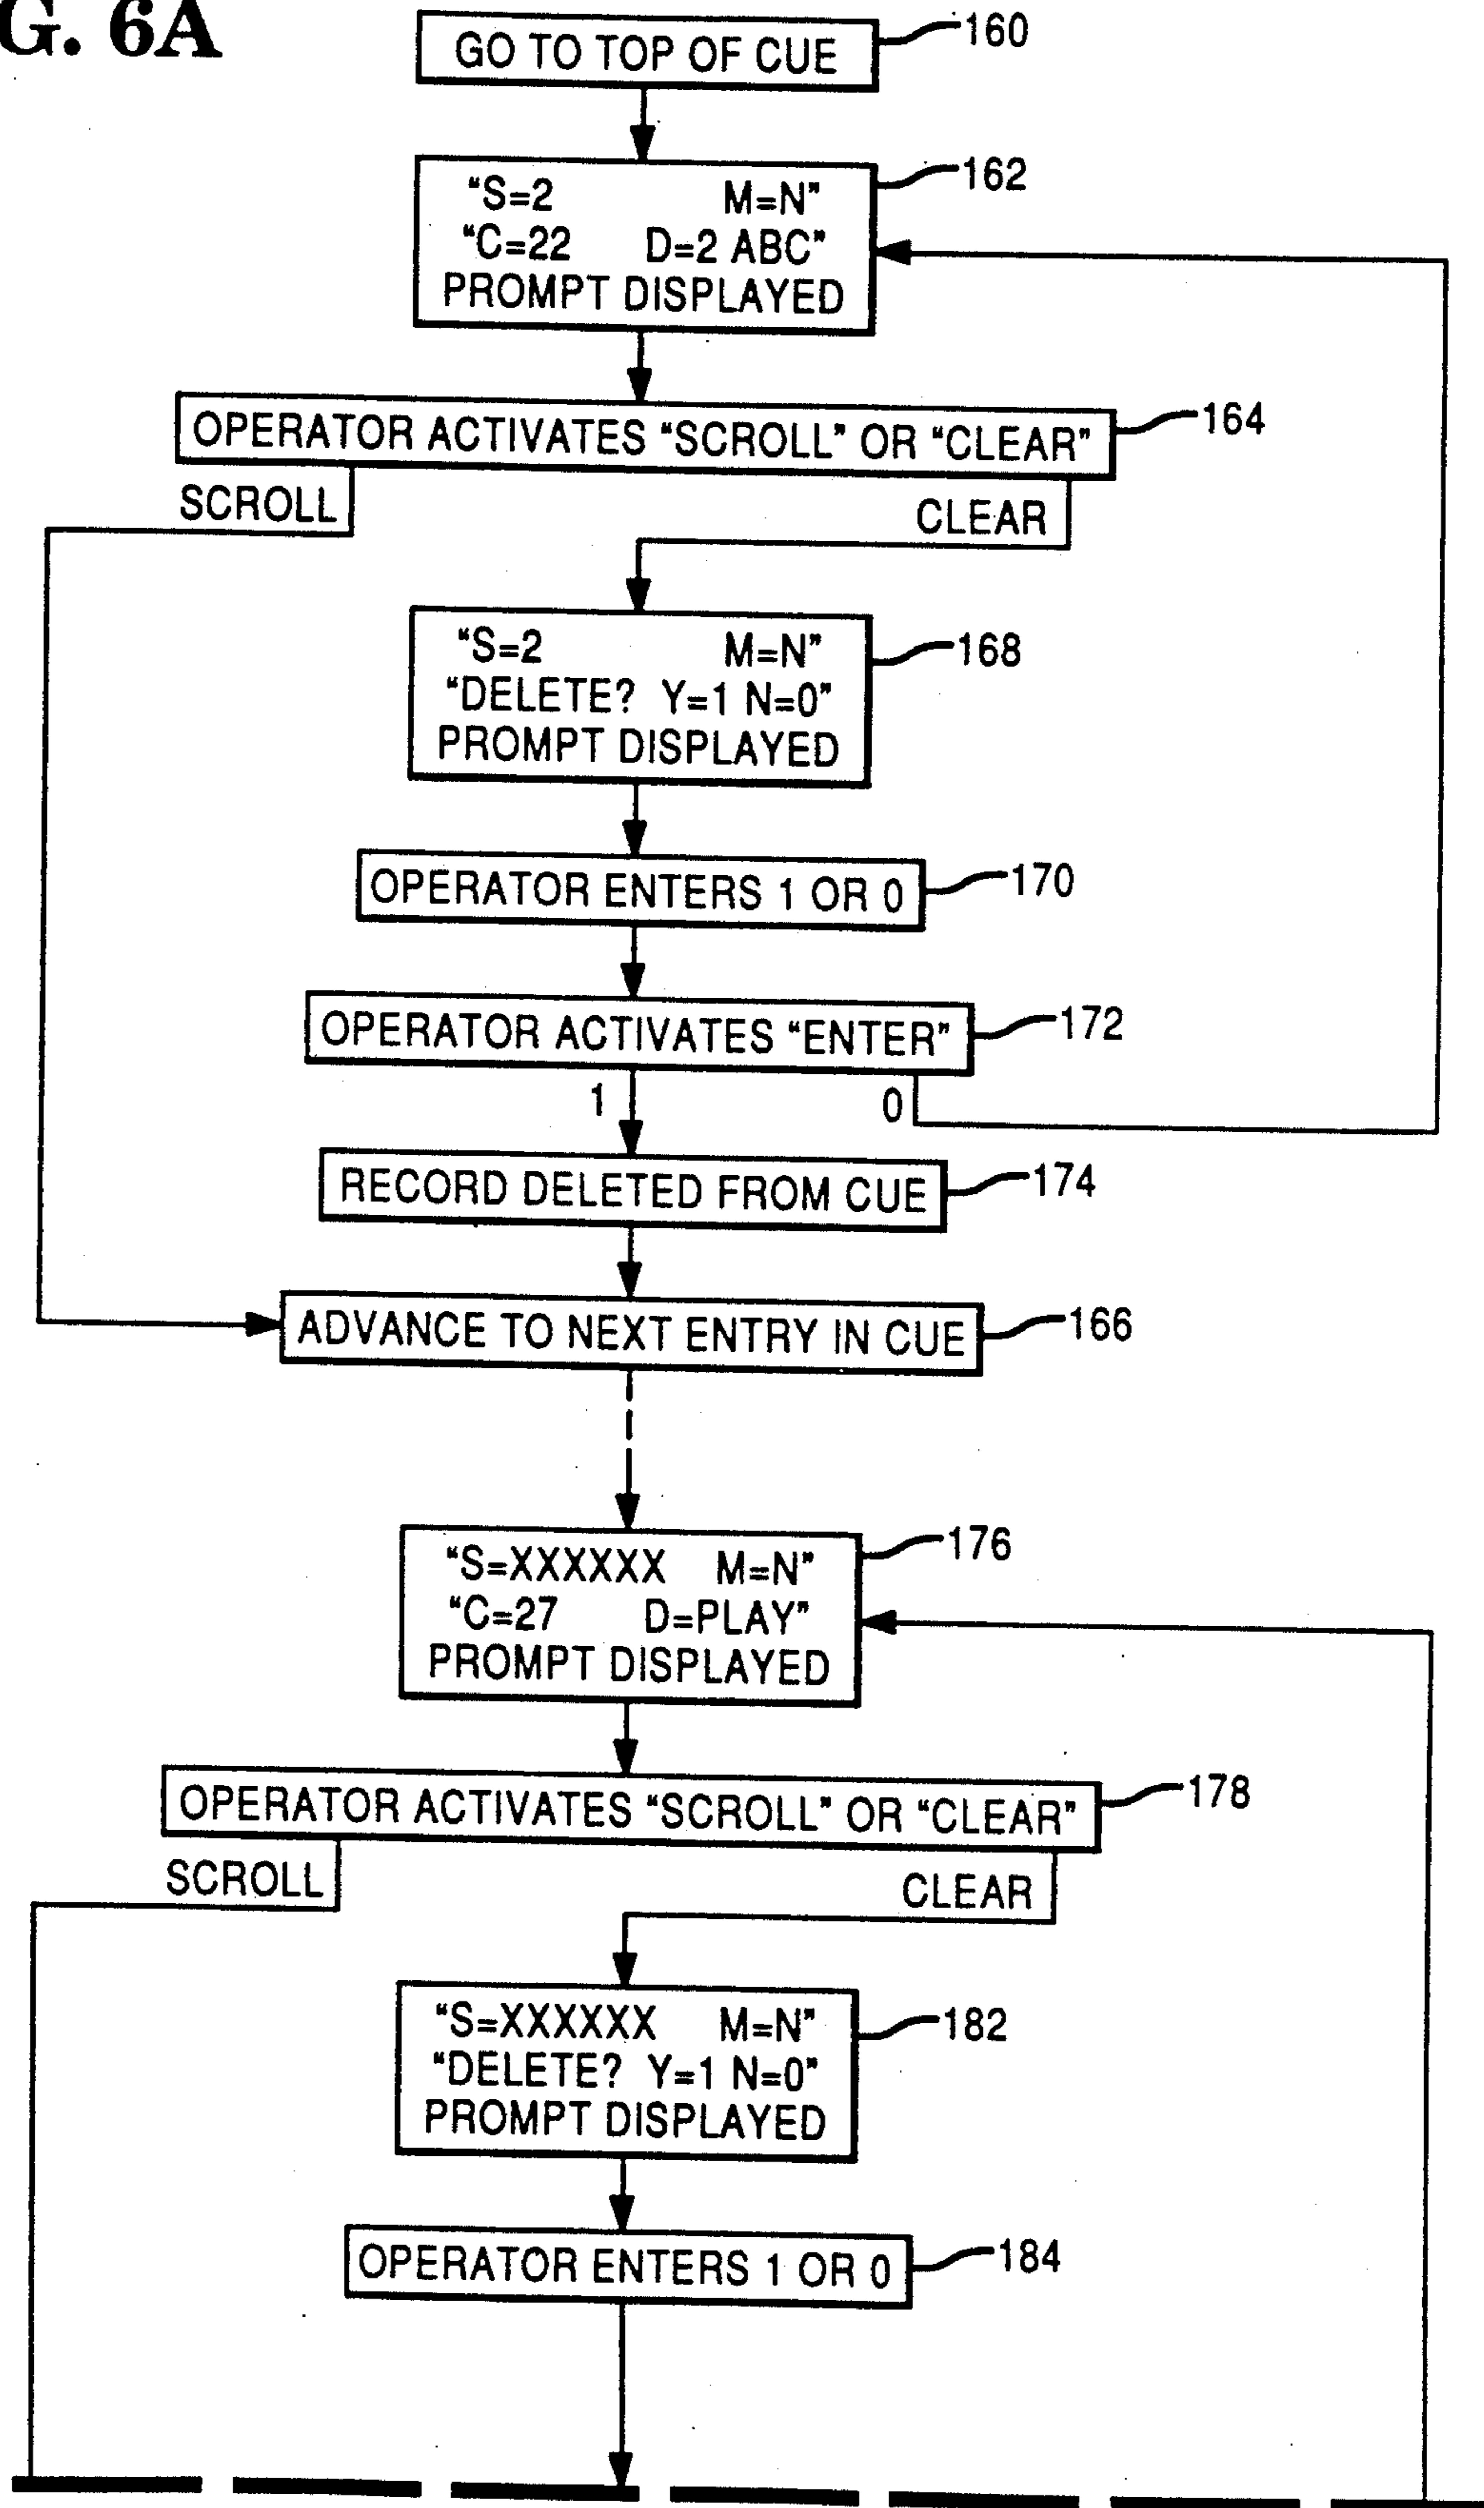 G. 6A
GO TO TOP OF CUE
160
"S=2 M=N"
"C=22 D=2 ABC"
PROMPT DISPLAYED
162
OPERATOR ACTIVATES "SCROLL" OR "CLEAR"
164
SCROLL
CLEAR
"S=2 M=N"
"DELETE? Y=1 N=0"
PROMPT DISPLAYED
168
OPERATOR ENTERS 1 OR 0
170
OPERATOR ACTIVATES "ENTER"
172
1
0
RECORD DELETED FROM CUE
174
ADVANCE TO NEXT ENTRY IN CUE
166
"S=XXXXXX M=N"
"C=27 D=PLAY"
PROMPT DISPLAYED
176
OPERATOR ACTIVATES "SCROLL" OR "CLEAR"
178
SCROLL
CLEAR
"S=XXXXXX M=N"
"DELETE? Y=1 N=0"
PROMPT DISPLAYED
182
OPERATOR ENTERS 1 OR 0
184